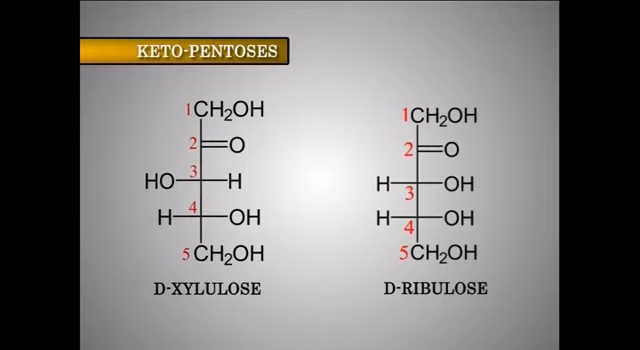 KETO-PENTOSES
1CH2OH
2 O
3
HO H
4
H OH
5CH2OH
D-XYLULOSE
1CH2OH
2 O
H OH
3
H OH
4
5CH2OH
D-RIBULOSE